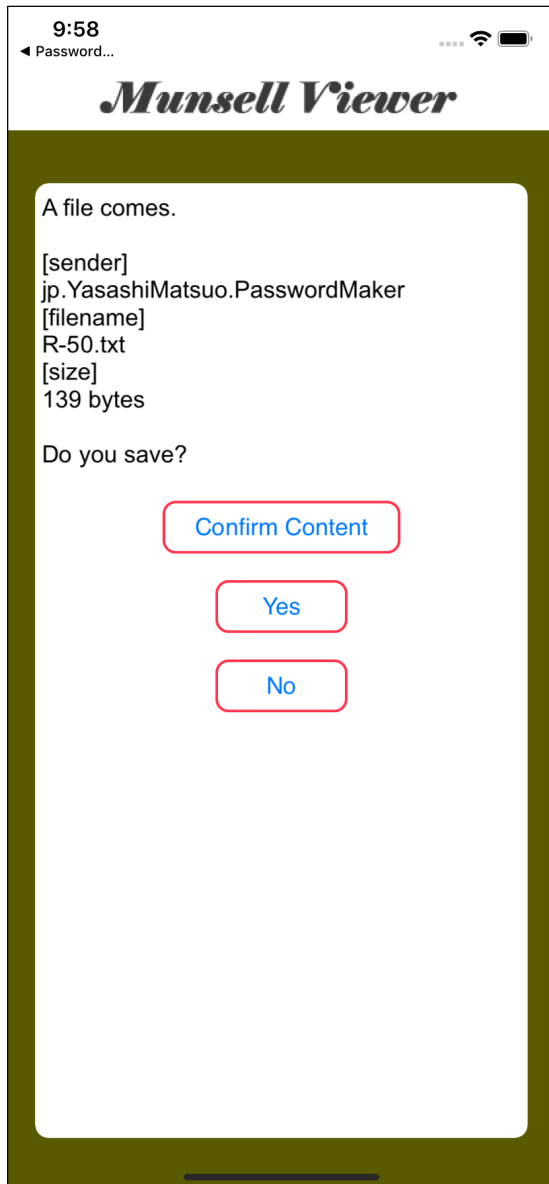 9:58
◀ Password...
Munsell Viewer
A file comes.
[sender]
jp.YasashiMatsuo.PasswordMaker
[filename]
R-50.txt
[size]
139 bytes
Do you save?
Confirm Content
Yes
No